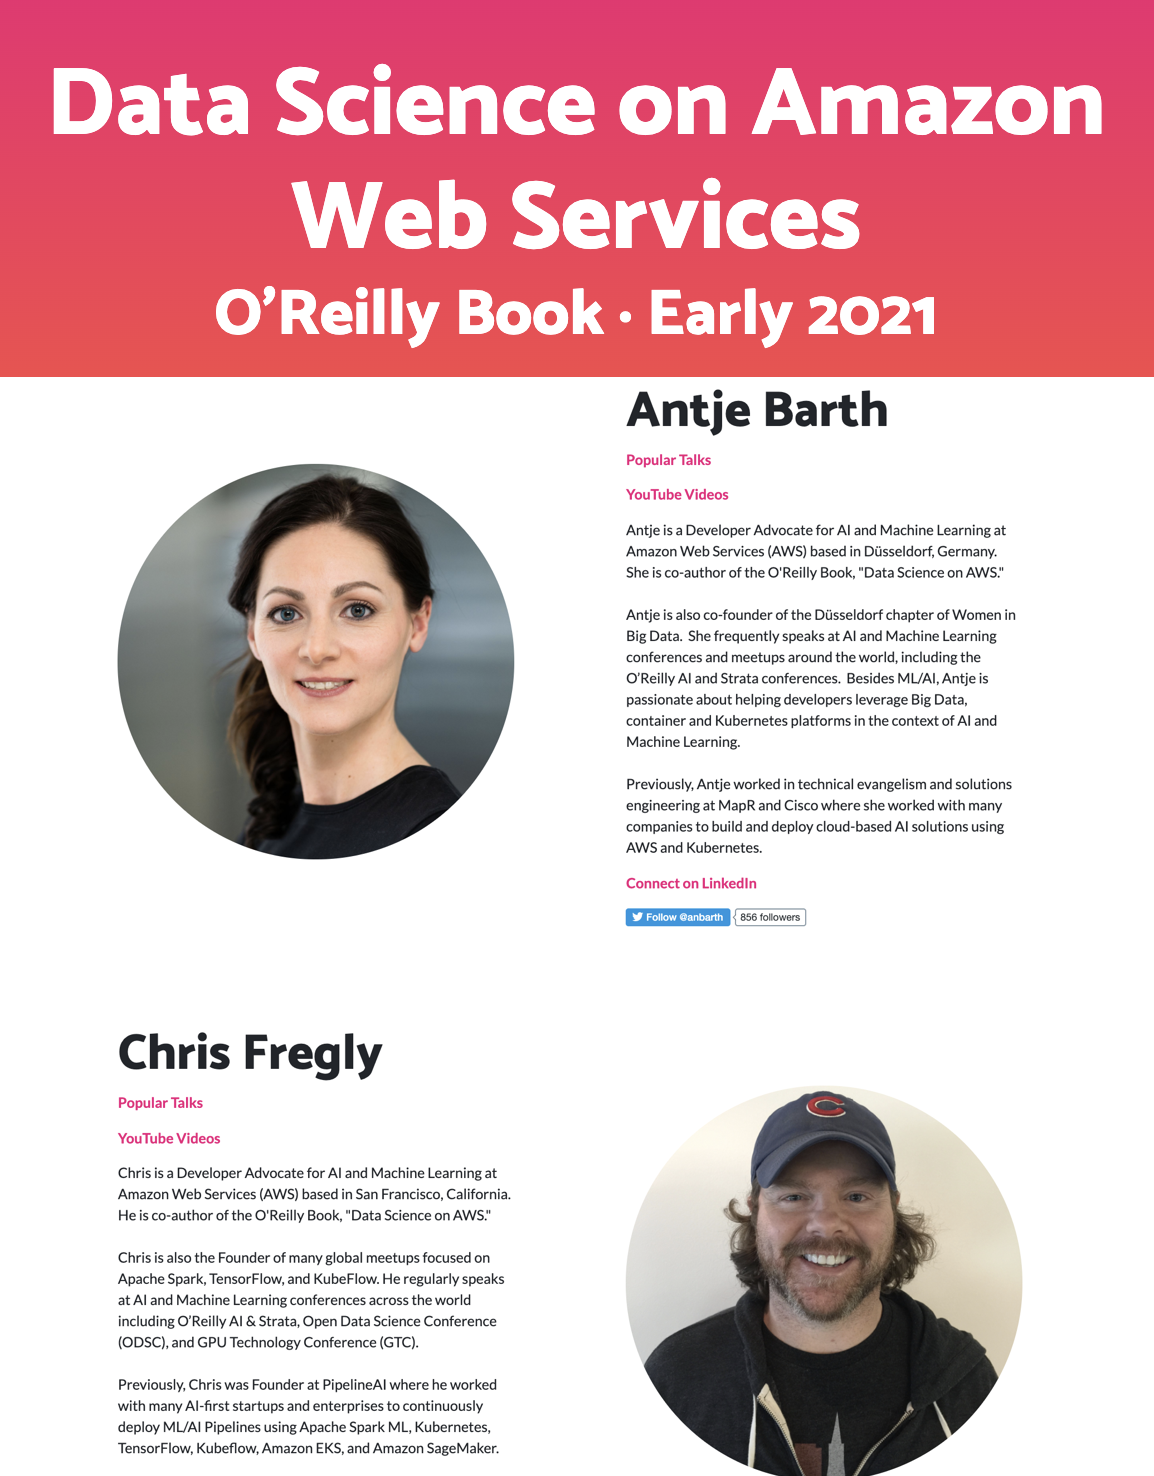 Data Science on Amazon
Web Services
O’Reilly Book · Early 2021
Antje Barth
Popular Talks
YouTube Videos
Antje is a Developer Advocate for AI and Machine Learning at
Amazon Web Services (AWS) based in Düsseldorf, Germany.
She is co-author of the O'Reilly Book, "Data Science on AWS."
Antje is also co-founder of the Düsseldorf chapter of Women in
Big Data.  She frequently speaks at AI and Machine Learning
conferences and meetups around the world, including the
O’Reilly AI and Strata conferences.  Besides ML/AI, Antje is
passionate about helping developers leverage Big Data,
container and Kubernetes platforms in the context of AI and
Machine Learning.
Previously, Antje worked in technical evangelism and solutions
engineering at MapR and Cisco where she worked with many
companies to build and deploy cloud-based AI solutions using
AWS and Kubernetes.
Connect on LinkedIn
Follow @anbarth 856 followers
Chris Fregly
Popular Talks
YouTube Videos
Chris is a Developer Advocate for AI and Machine Learning at
Amazon Web Services (AWS) based in San Francisco, California.
He is co-author of the O'Reilly Book, "Data Science on AWS."
Chris is also the Founder of many global meetups focused on
Apache Spark, TensorFlow, and KubeFlow. He regularly speaks
at AI and Machine Learning conferences across the world
including O’Reilly AI & Strata, Open Data Science Conference
(ODSC), and GPU Technology Conference (GTC).
Previously, Chris was Founder at PipelineAI where he worked
with many AI-first startups and enterprises to continuously
deploy ML/AI Pipelines using Apache Spark ML, Kubernetes,
TensorFlow, Kubeflow, Amazon EKS, and Amazon SageMaker.
C